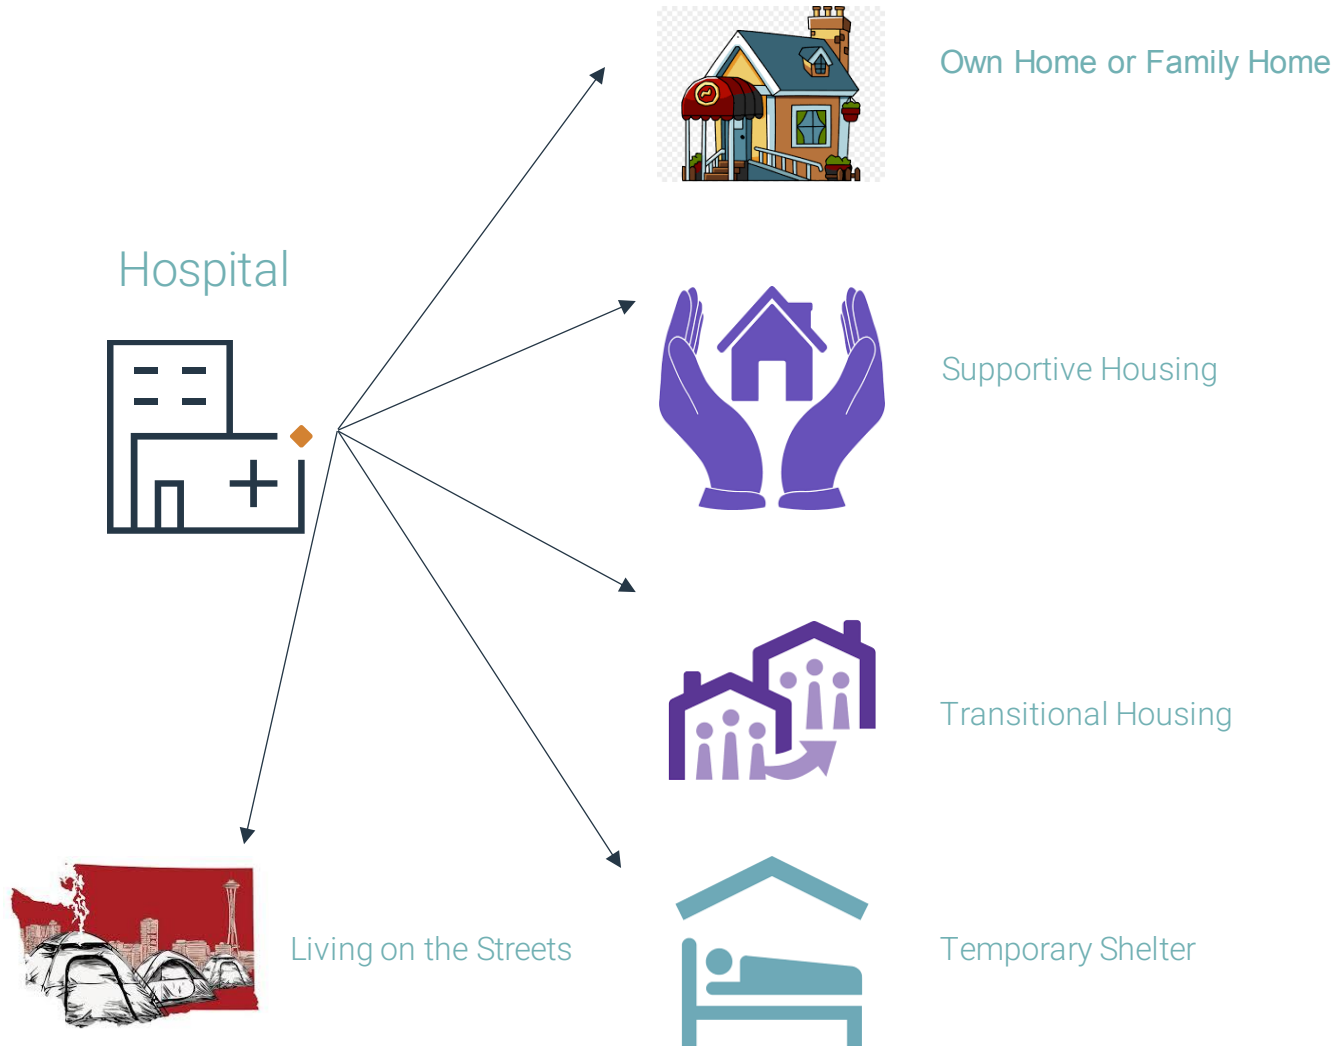 Own Home or Family Home
Hospital
Supportive Housing
Transitional Housing
Living on the Streets
Temporary Shelter